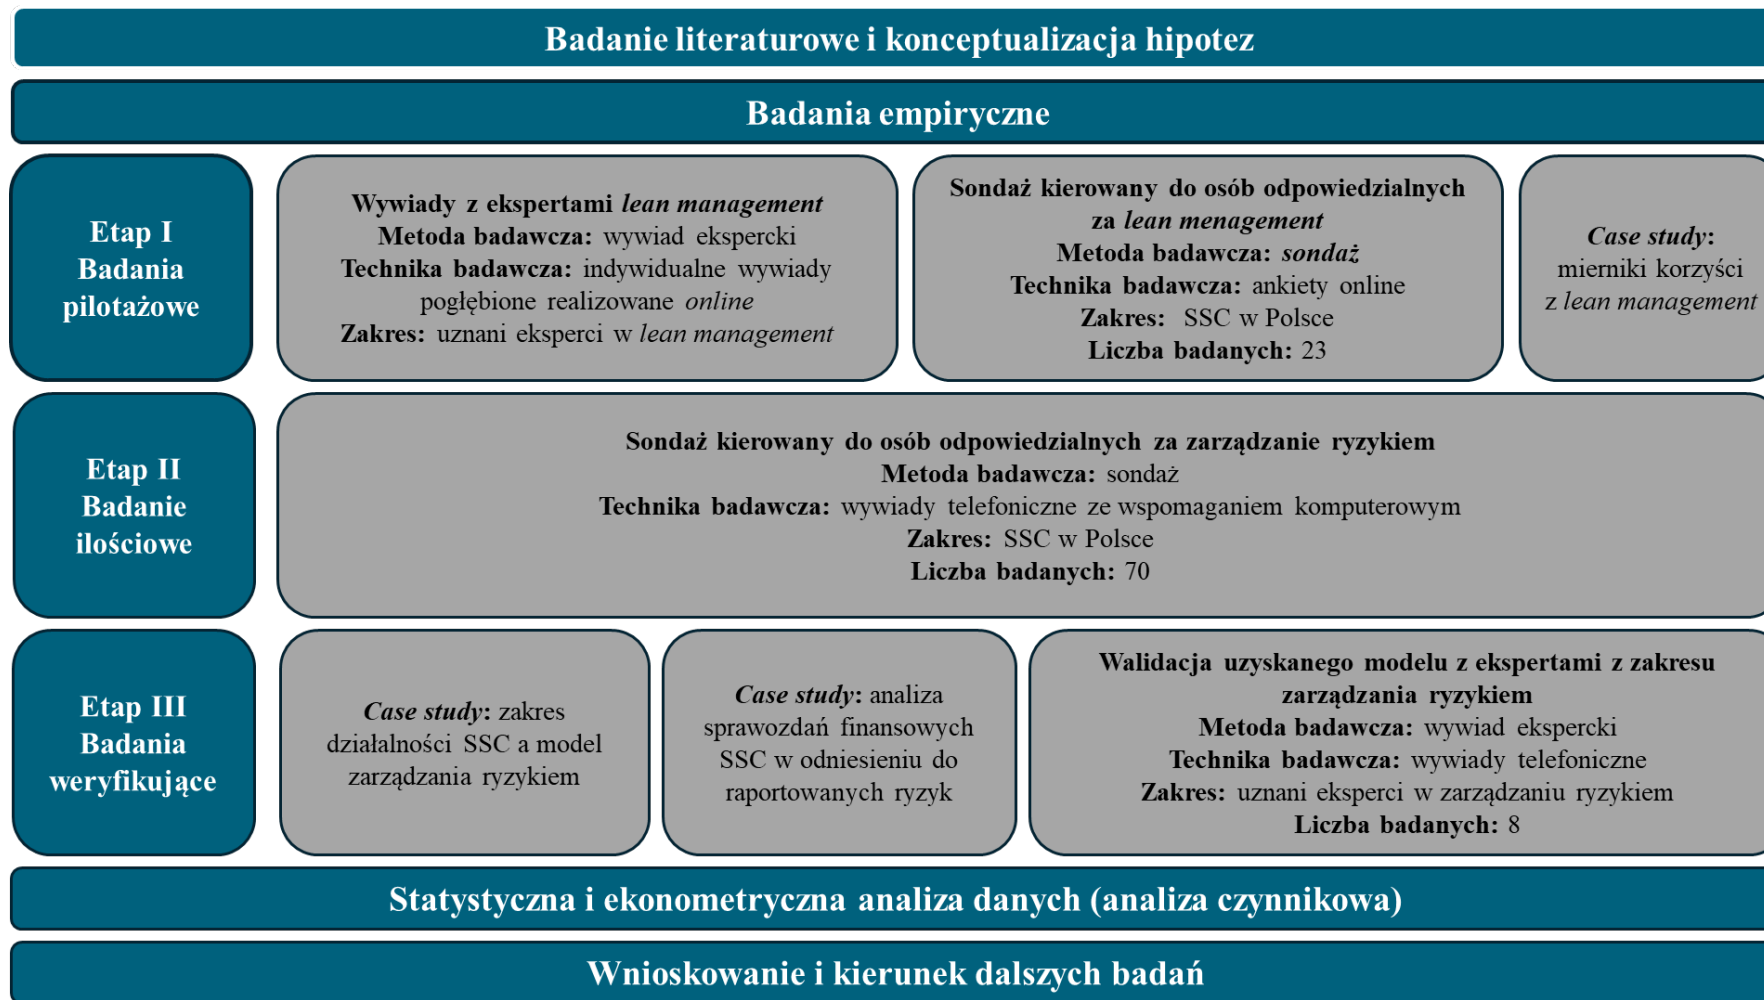 Badanie literaturowe i konceptualizacja hipotez
Badania empiryczne
Etap I
Badania
pilotażowe
Wywiady z ekspertami lean management
Metoda badawcza: wywiad ekspercki
Technika badawcza: indywidualne wywiady
pogłębione realizowane online
Zakres: uznani eksperci w lean management
Sondaż kierowany do osób odpowiedzialnych
za lean menagement
Metoda badawcza: sondaż
Technika badawcza: ankiety online
Zakres: SSC w Polsce
Liczba badanych: 23
Case study:
mierniki korzyści
z lean management
Etap II
Badanie
ilościowe
Sondaż kierowany do osób odpowiedzialnych za zarządzanie ryzykiem
Metoda badawcza: sondaż
Technika badawcza: wywiady telefoniczne ze wspomaganiem komputerowym
Zakres: SSC w Polsce
Liczba badanych: 70
Etap III
Badania
weryfikujące
Case study: zakres
działalności SSC a model
zarządzania ryzykiem
Case study: analiza
sprawozdań finansowych
SSC w odniesieniu do
raportowanych ryzyk
Walidacja uzyskanego modelu z ekspertami z zakresu
zarządzania ryzykiem
Metoda badawcza: wywiad ekspercki
Technika badawcza: wywiady telefoniczne
Zakres: uznani eksperci w zarządzaniu ryzykiem
Liczba badanych: 8
Statystyczna i ekonometryczna analiza danych (analiza czynnikowa)
Wnioskowanie i kierunek dalszych badań